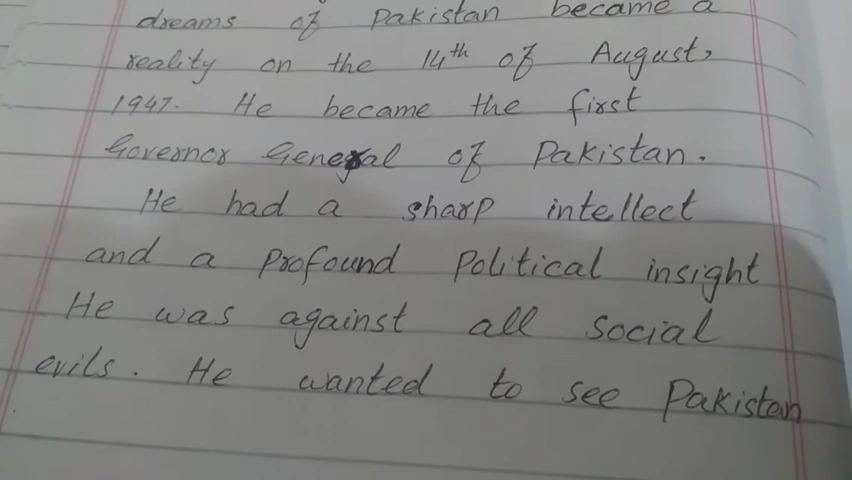 dreams of Pakistan became a
reality on the 14th of August,
1947. He became the first
Governor General of Pakistan.
He had a sharp intellect
and a profound political insight
He was against all social
evils. He wanted to see Pakistan